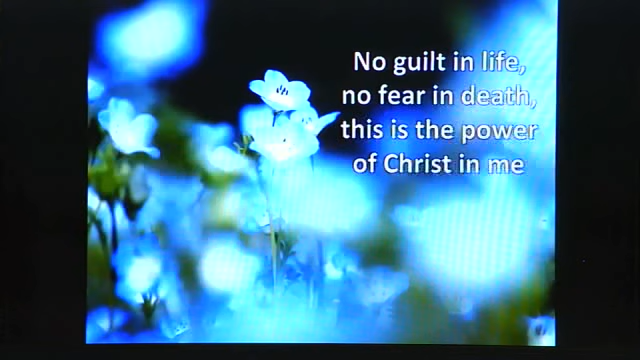 No guilt in life,
no fear in death,
this is the power
of Christ in me